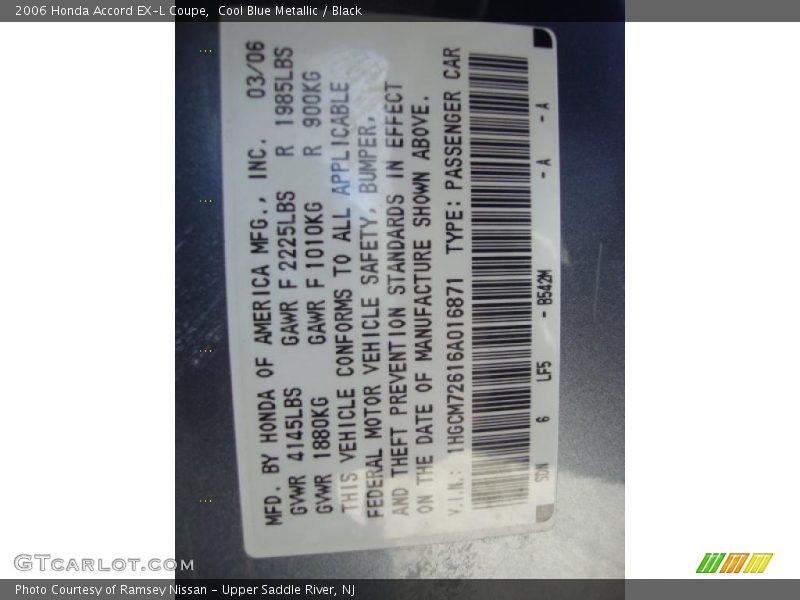 2006 Honda Accord EX-L Coupe,  Cool Blue Metallic / Black
MFD. BY HONDA OF AMERICA MFG., INC. 03/06
GVWR 4145LBS GAWR F 2225LBS R 1985LBS
GVWR 1880KG GAWR F 1010KG R 900KG
THIS VEHICLE CONFORMS TO ALL APPLICABLE
FEDERAL MOTOR VEHICLE SAFETY, BUMPER,
AND THEFT PREVENTION STANDARDS IN EFFECT
ON THE DATE OF MANUFACTURE SHOWN ABOVE.
V.I.N.: 1HGCM72616A016871 TYPE: PASSENGER CAR
SDN 6 LF5 - B542M - A - A
GTcarlot.com
Photo Courtesy of Ramsey Nissan - Upper Saddle River, NJ